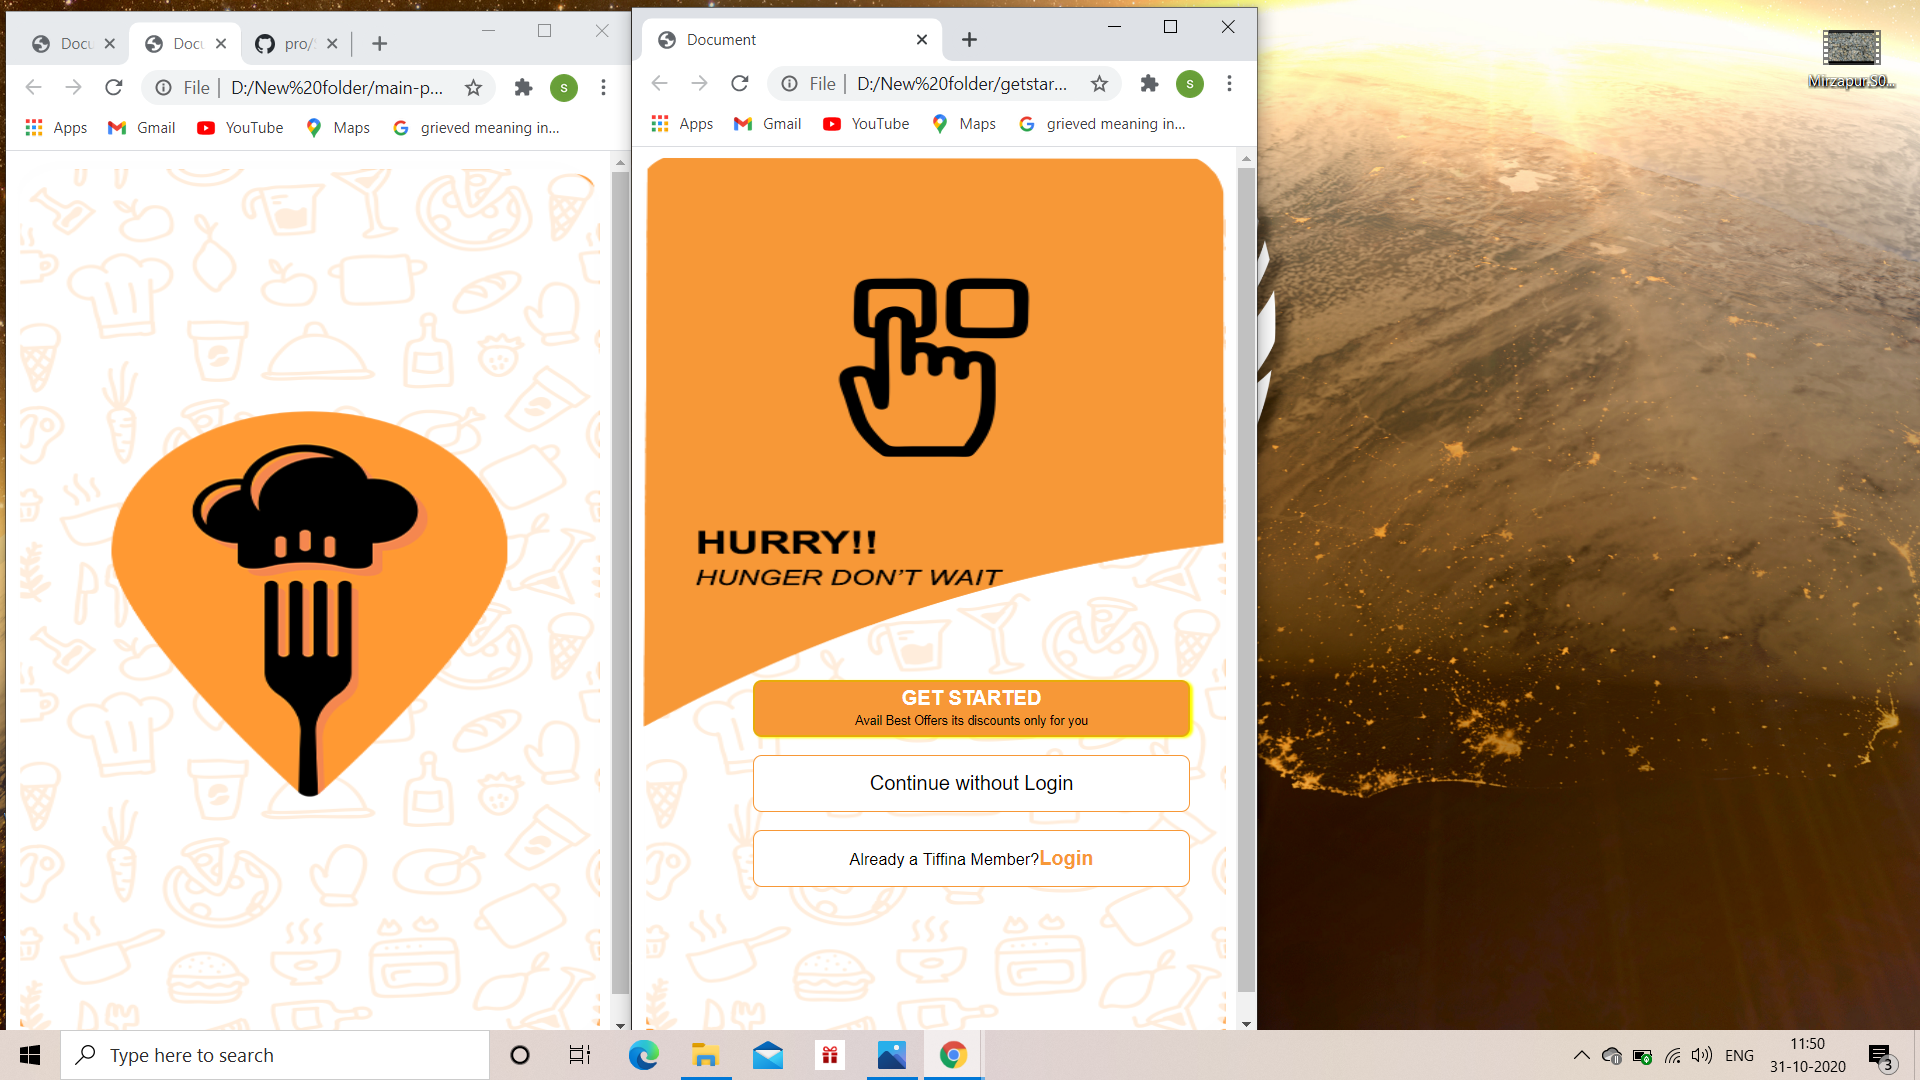 Docu
Docu
pro/
File
D:/New%20folder/main-p...
s
Apps
Gmail
YouTube
Maps
grieved meaning in...
Document
File
D:/New%20folder/getstar...
s
Apps
Gmail
YouTube
Maps
grieved meaning in...
HURRY!!
HUNGER DON'T WAIT
GET STARTED
Avail Best Offers its discounts only for you
Continue without Login
Already a Tiffina Member?Login
Mirzapur.S0...
Type here to search
ENG
11:50
31-10-2020
3